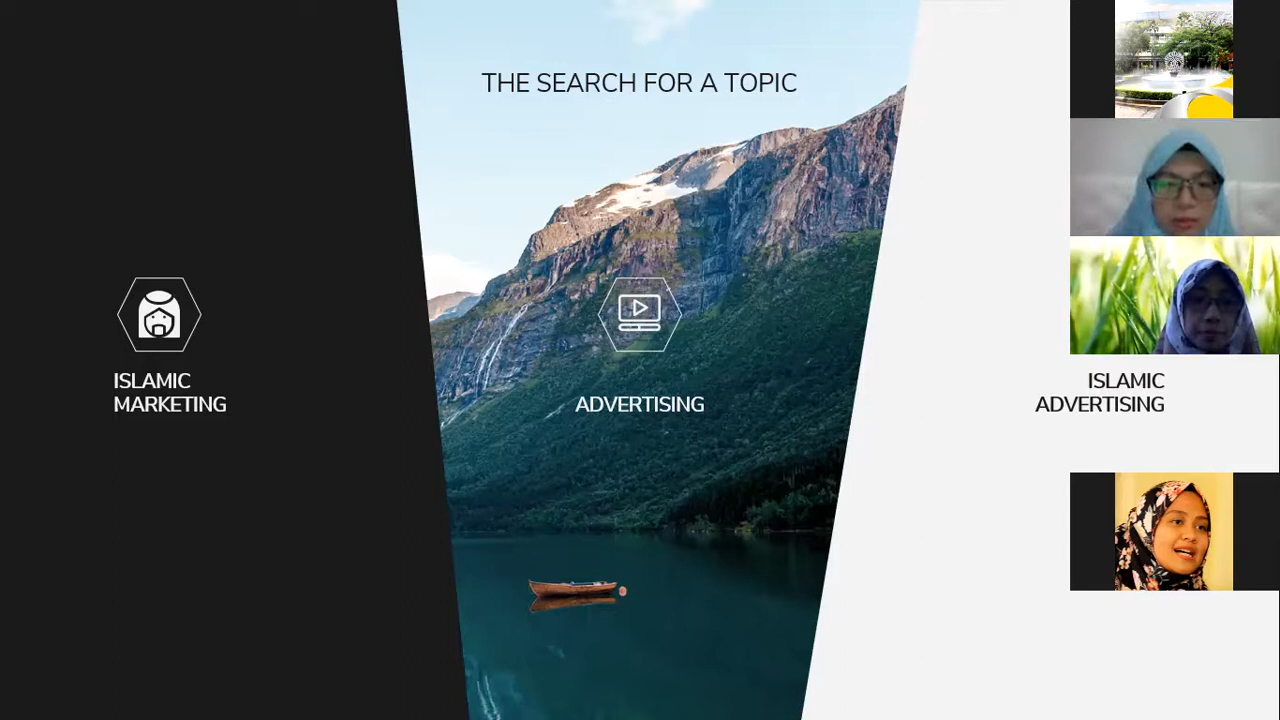 THE SEARCH FOR A TOPIC
ISLAMIC
MARKETING
ADVERTISING
ISLAMIC
ADVERTISING